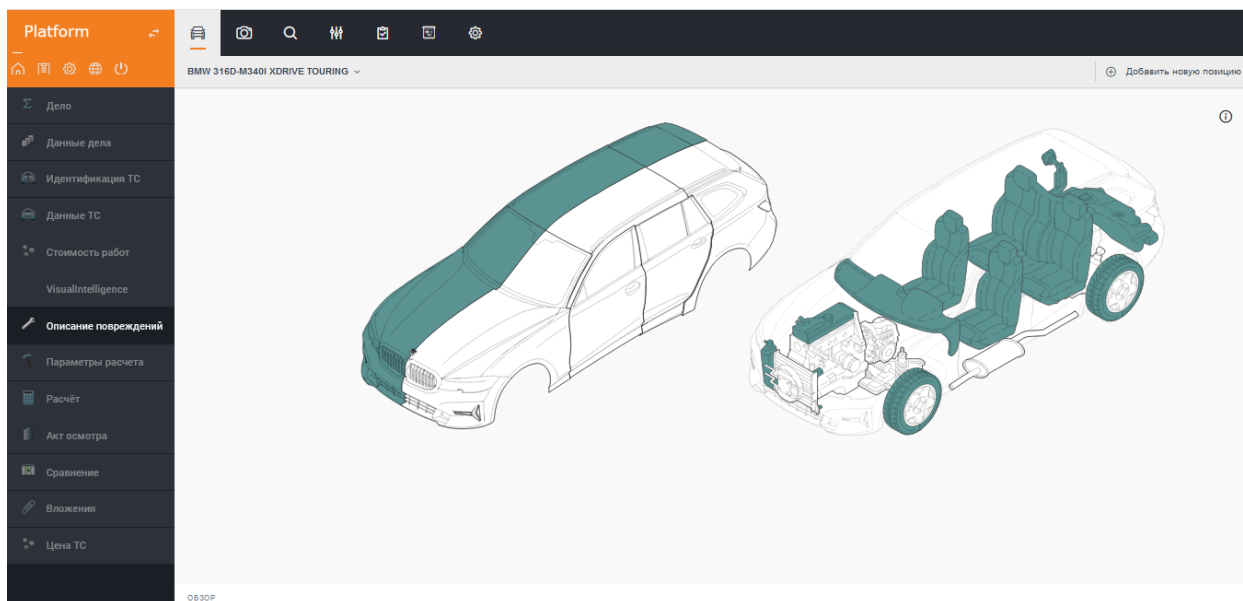 Platform
BMW 316D-M340I XDRIVE TOURING
Добавить новую позицию
Дело
Данные дела
Идентификация ТС
Данные ТС
Стоимость работ
VisualIntelligence
Описание повреждений
Параметры расчета
Расчёт
Акт осмотра
Сравнение
Вложения
Цена ТС
ОБЗОР